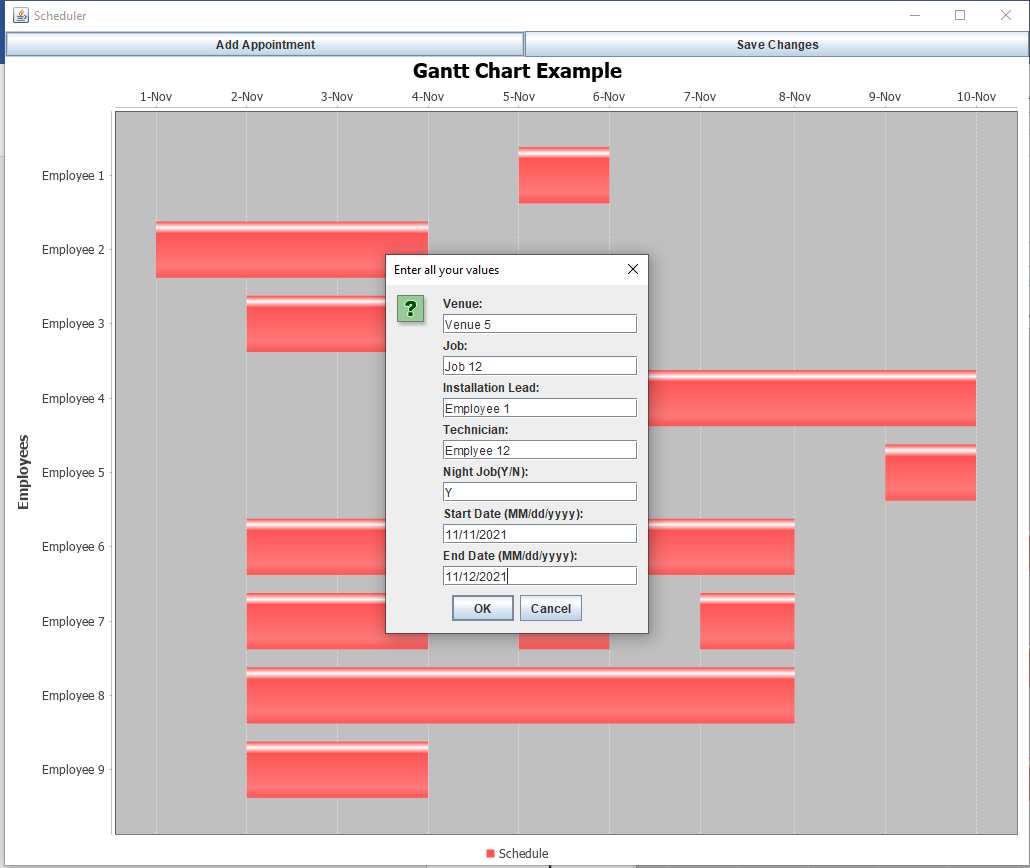 Scheduler
Add Appointment Save Changes
Gantt Chart Example
1-Nov 2-Nov 3-Nov 4-Nov 5-Nov 6-Nov 7-Nov 8-Nov 9-Nov 10-Nov
Employees
Employee 1
Employee 2
Employee 3
Employee 4
Employee 5
Employee 6
Employee 7
Employee 8
Employee 9
Enter all your values
?
Venue:
Venue 5
Job:
Job 12
Installation Lead:
Employee 1
Technician:
Emplyee 12
Night Job(Y/N):
Y
Start Date (MM/dd/yyyy):
11/11/2021
End Date (MM/dd/yyyy):
11/12/2021
OK Cancel
Schedule